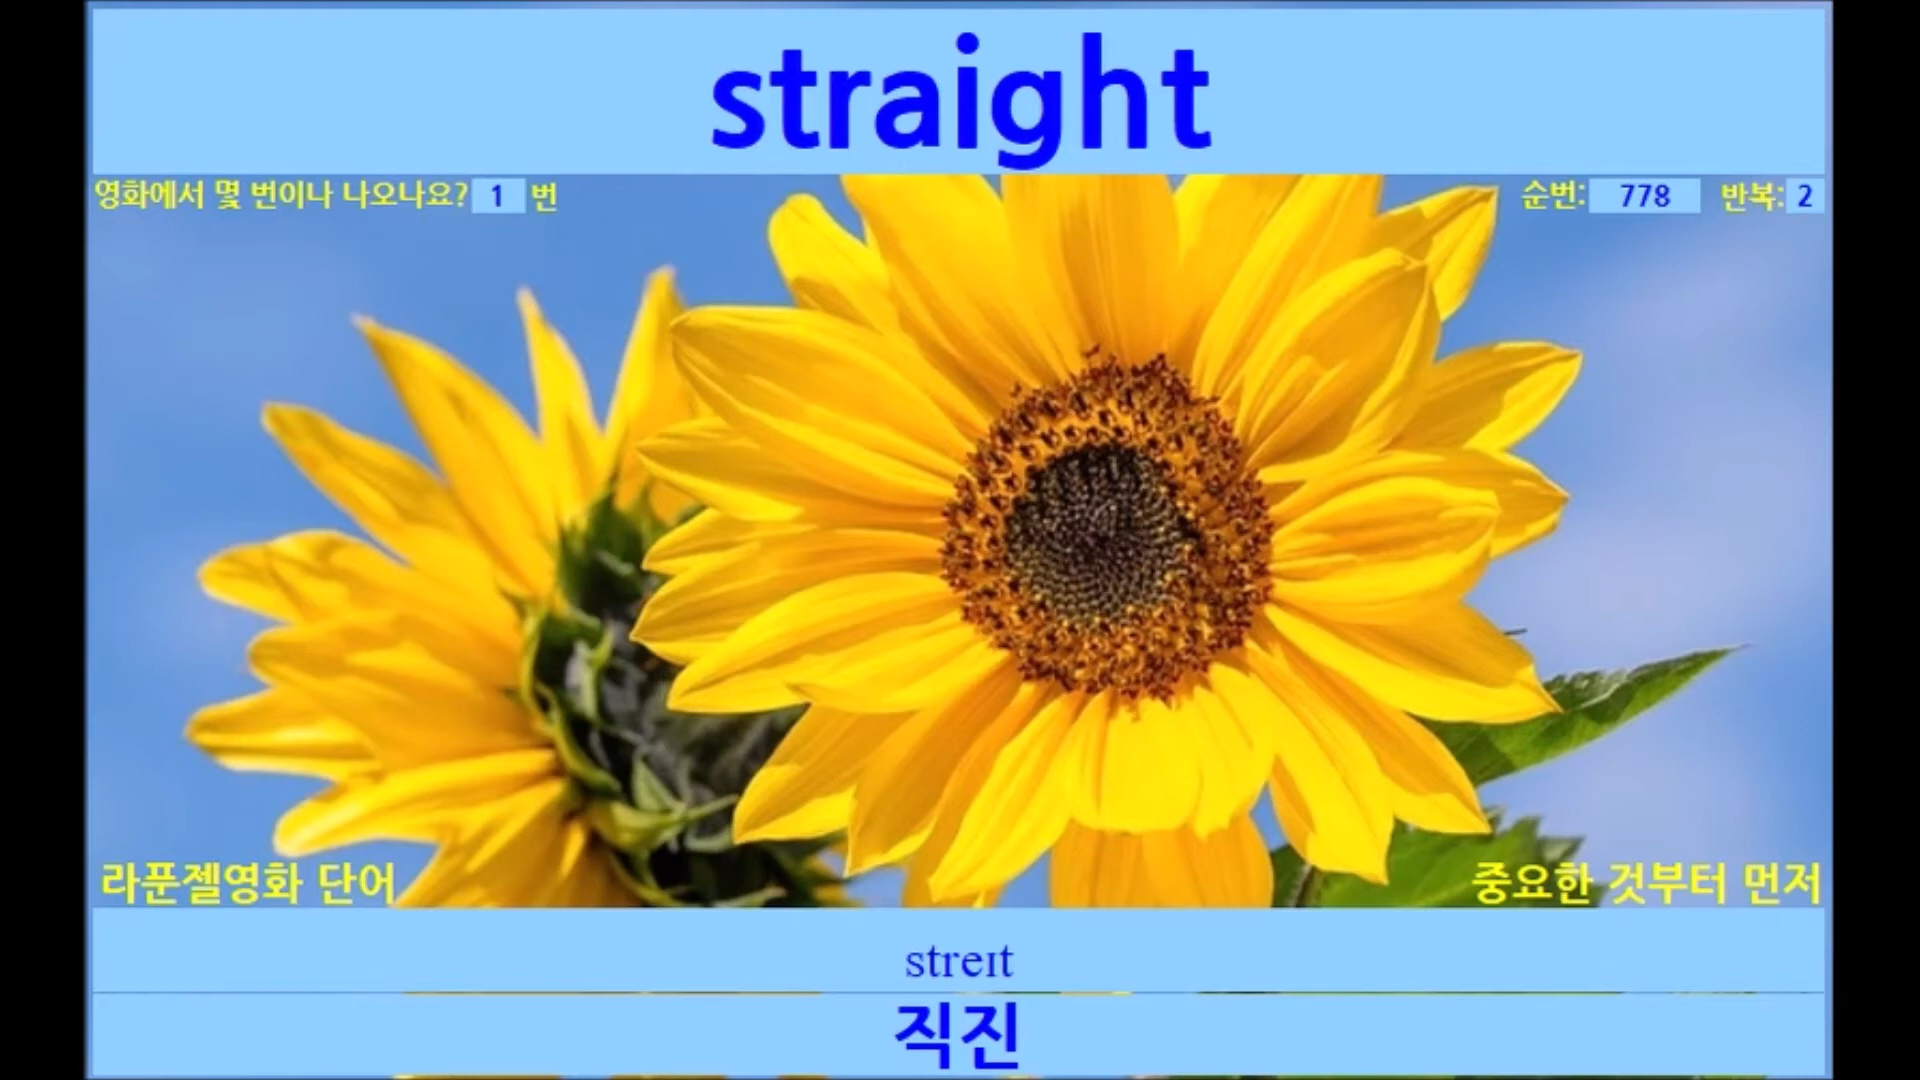 straight
영화에서 몇 번이나 나오나요? 1 번
순번: 778 반복: 2
라푼젤영화 단어
중요한 것부터 먼저
streɪt
직진